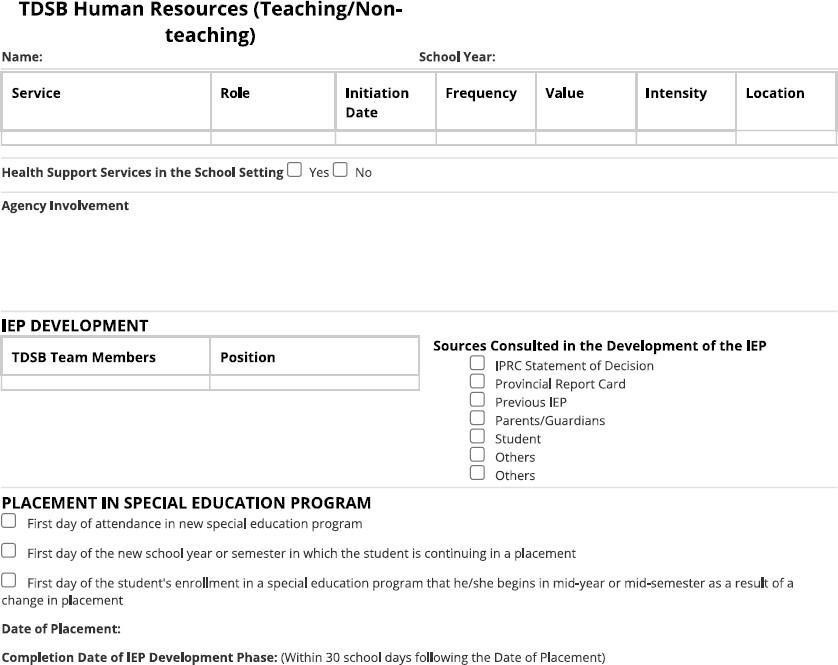 TDSB Human Resources (Teaching/Non-
teaching)
Name: School Year:
Service Role Initiation Date Frequency Value Intensity Location
Health Support Services in the School Setting Yes No
Agency Involvement
IEP DEVELOPMENT
TDSB Team Members Position
Sources Consulted in the Development of the IEP
IPRC Statement of Decision
Provincial Report Card
Previous IEP
Parents/Guardians
Student
Others
Others
PLACEMENT IN SPECIAL EDUCATION PROGRAM
First day of attendance in new special education program
First day of the new school year or semester in which the student is continuing in a placement
First day of the student's enrollment in a special education program that he/she begins in mid-year or mid-semester as a result of a
change in placement
Date of Placement:
Completion Date of IEP Development Phase: (Within 30 school days following the Date of Placement)